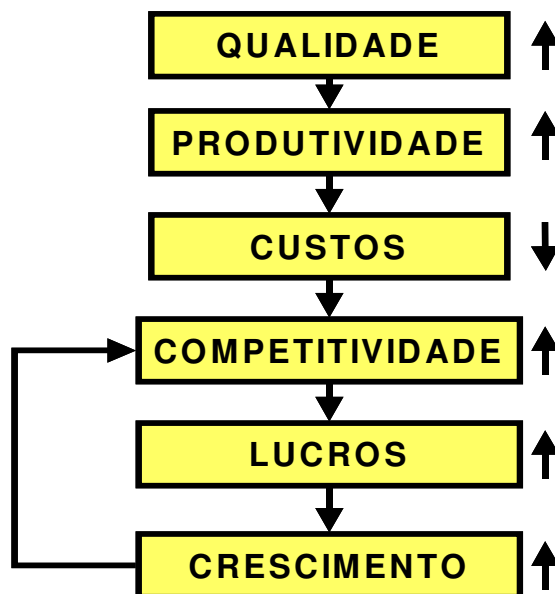 QUALIDADE
PRODUTIVIDADE
CUSTOS
COMPETITIVIDADE
LUCROS
CRESCIMENTO